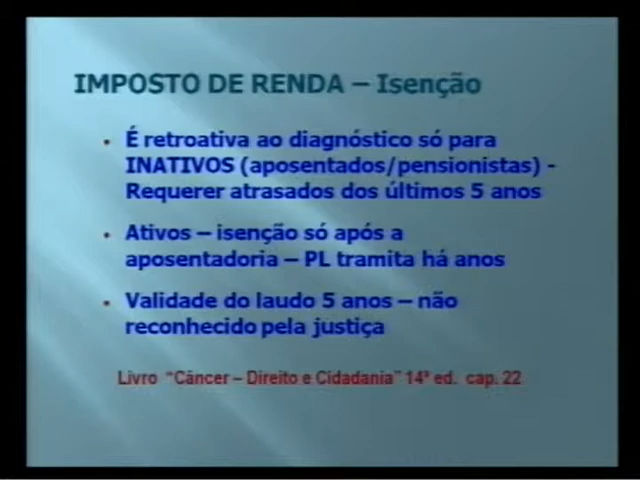 IMPOSTO DE RENDA – Isenção
• É retroativa ao diagnóstico só para
INATIVOS (aposentados/pensionistas) -
Requerer atrasados dos últimos 5 anos
• Ativos – isenção só após a
aposentadoria – PL tramita há anos
• Validade do laudo 5 anos – não
reconhecido pela justiça
Livro “Câncer – Direito e Cidadania” 14ª ed. cap. 22